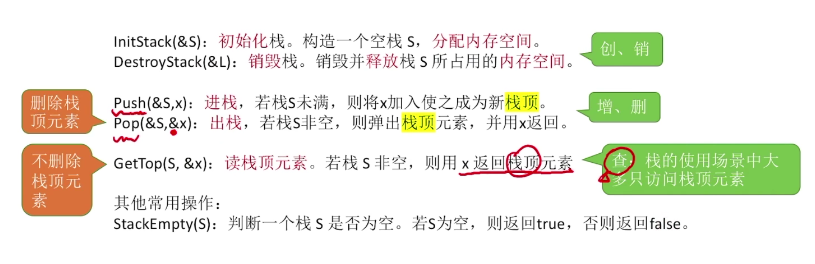 InitStack(&S)：初始化栈。构造一个空栈 S，分配内存空间。
DestroyStack(&L)：销毁栈。销毁并释放栈 S 所占用的内存空间。
创、销
删除栈
顶元素
Push(&S,x)：进栈，若栈S未满，则将x加入使之成为新栈顶。
Pop(&S,&x)：出栈，若栈S非空，则弹出栈顶元素，并用x返回。
增、删
不删除
栈顶元
素
GetTop(S, &x)：读栈顶元素。若栈 S 非空，则用 x 返回栈顶元素
查：栈的使用场景中大
多只访问栈顶元素
其他常用操作：
StackEmpty(S)：判断一个栈 S 是否为空。若S为空，则返回true，否则返回false。